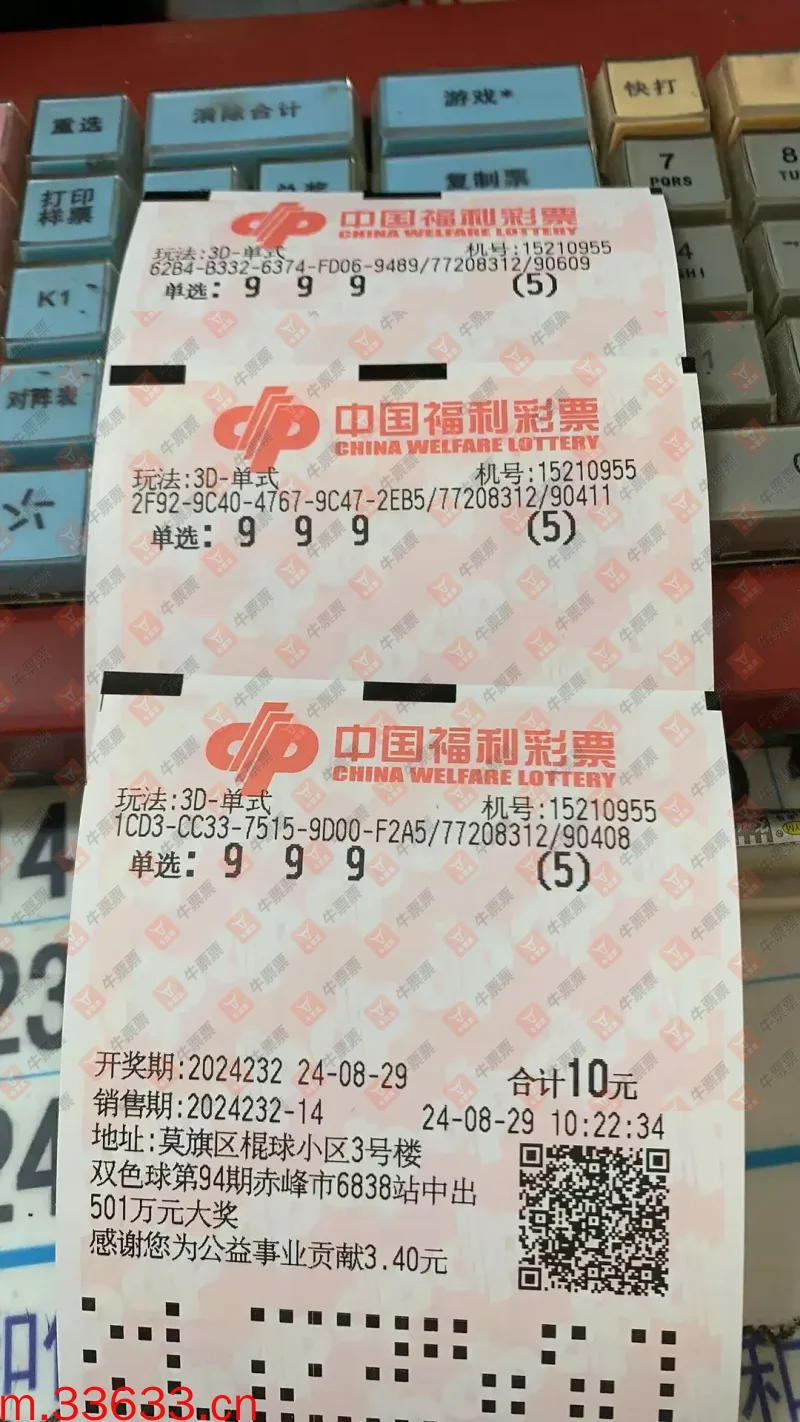 重选
清除合计
游戏*
快打
打印
样票
复制票
7
PQRS
8
K1
4
对阵表
中国福利彩票
CHINA WELFARE LOTTERY
玩法:3D-单式 机号:15210955
62B4-B332-6374-FD06-9489/77208312/90609
单选: 9 9 9 (5)
中国福利彩票
CHINA WELFARE LOTTERY
玩法:3D-单式 机号:15210955
2F92-9C40-4767-9C47-2EB5/77208312/90411
单选: 9 9 9 (5)
中国福利彩票
CHINA WELFARE LOTTERY
玩法:3D-单式 机号:15210955
1CD3-CC33-7515-9D00-F2A5/77208312/90408
单选: 9 9 9 (5)
开奖期:2024232 24-08-29 合计10元
销售期:2024232-14 24-08-29 10:22:34
地址:莫旗区棍球小区3号楼
双色球第94期赤峰市6838站中出
501万元大奖
感谢您为公益事业贡献3.40元
牛票票
14
23
24
m.33633.cn